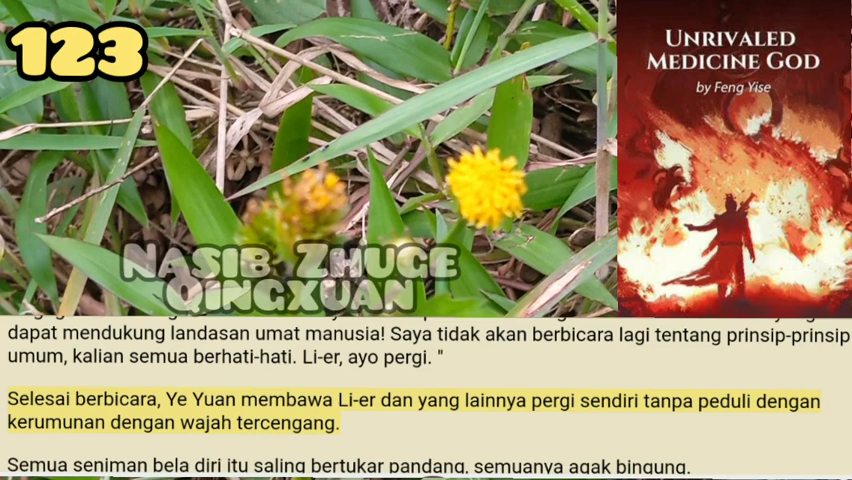 123
UNRIVALED
MEDICINE GOD
by Feng Yise
NASIB ZHUGE
QINGXUAN
dapat mendukung landasan umat manusia! Saya tidak akan berbicara lagi tentang prinsip-prinsip
umum, kalian semua berhati-hati. Li-er, ayo pergi. "
Selesai berbicara, Ye Yuan membawa Li-er dan yang lainnya pergi sendiri tanpa peduli dengan
kerumunan dengan wajah tercengang.
Semua seniman bela diri itu saling bertukar pandang, semuanya agak bingung.